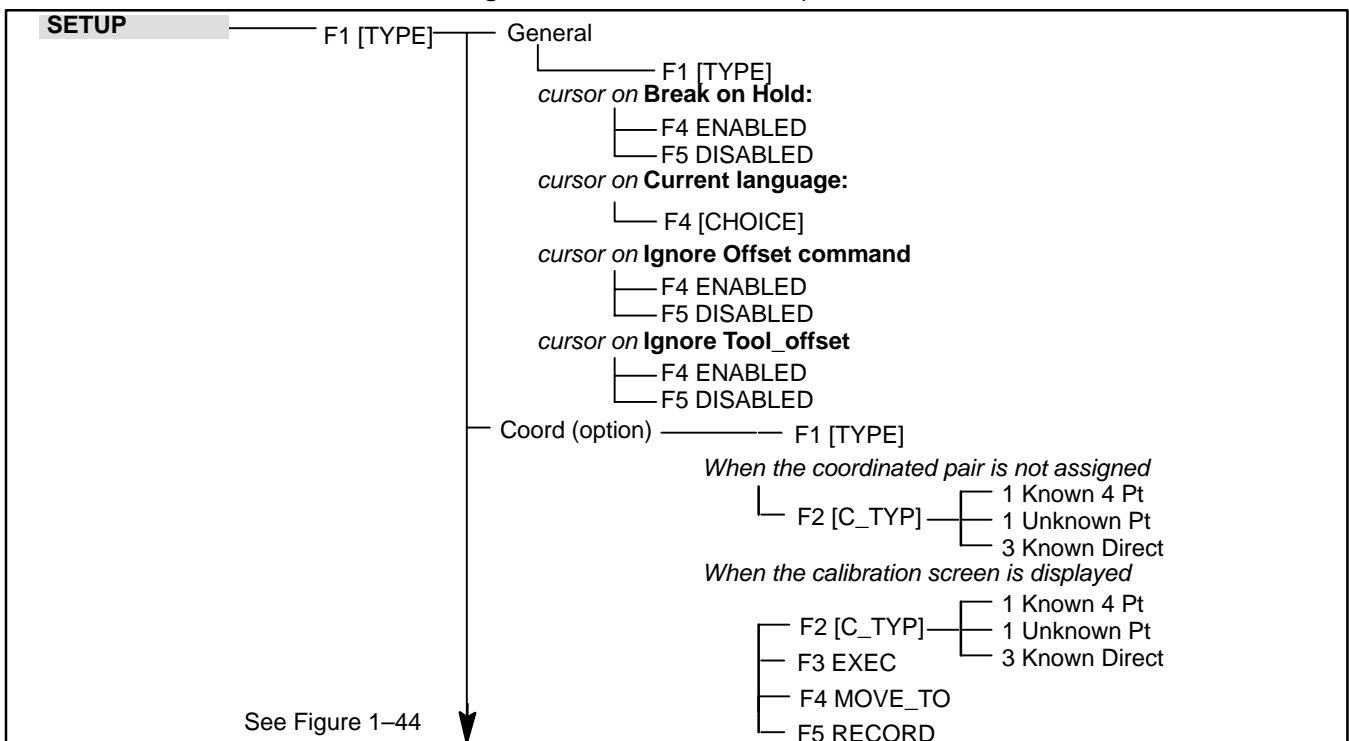 SETUP F1 [TYPE] General
F1 [TYPE]
cursor on Break on Hold:
F4 ENABLED
F5 DISABLED
cursor on Current language:
F4 [CHOICE]
cursor on Ignore Offset command
F4 ENABLED
F5 DISABLED
cursor on Ignore Tool_offset
F4 ENABLED
F5 DISABLED
Coord (option) F1 [TYPE]
When the coordinated pair is not assigned
1 Known 4 Pt
F2 [C_TYP] 1 Unknown Pt
3 Known Direct
When the calibration screen is displayed
1 Known 4 Pt
F2 [C_TYP] 1 Unknown Pt
3 Known Direct
F3 EXEC
F4 MOVE_TO
See Figure 1–44
F5 RECORD